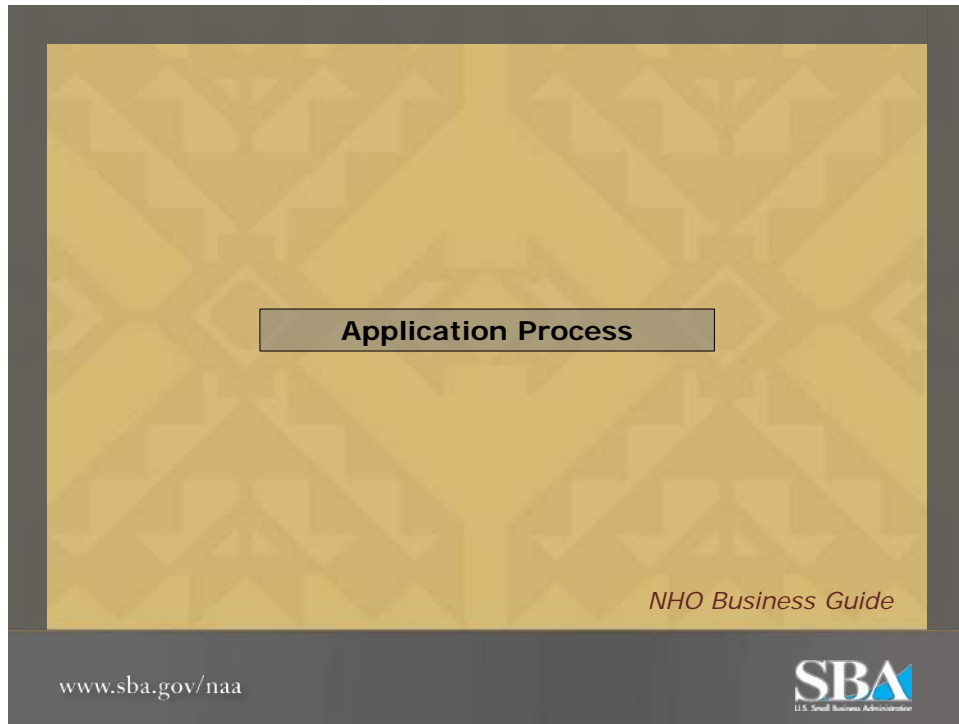 Application Process
NHO Business Guide
www.sba.gov/naa
SBA
U.S. Small Business Administration